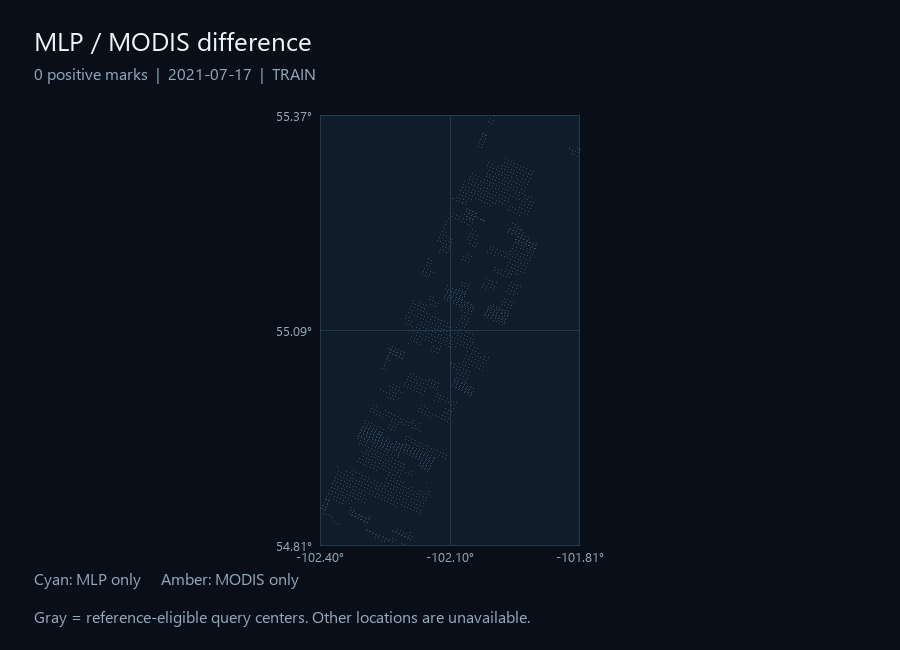 MLP / MODIS difference
0 positive marks | 2021-07-17 | TRAIN
55.37°
55.09°
54.81°
-102.40° -102.10° -101.81°
Cyan: MLP only Amber: MODIS only
Gray = reference-eligible query centers. Other locations are unavailable.